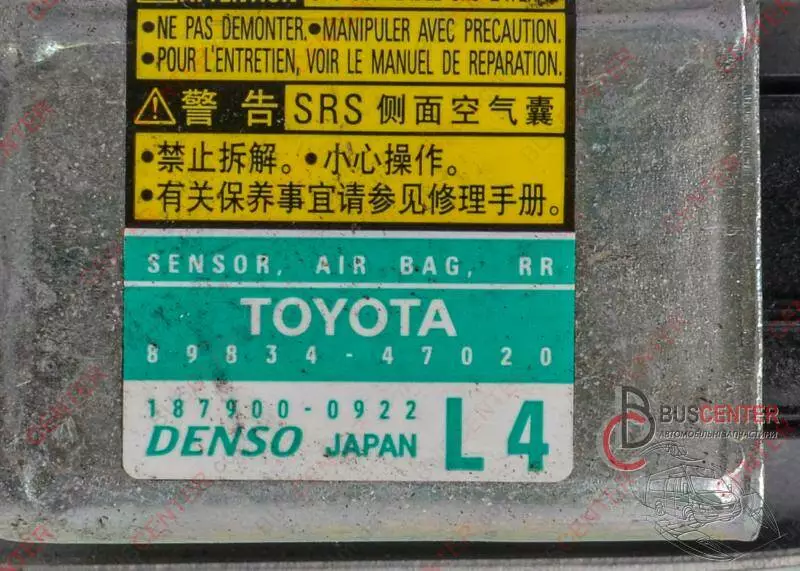 •NE PAS DEMONTER.•MANIPULER AVEC PRECAUTION.
•POUR L'ENTRETIEN, VOIR LE MANUEL DE REPARATION.
警告 SRS 侧面空气囊
•禁止拆解。•小心操作。
•有关保养事宜请参见修理手册。
SENSOR, AIR BAG, RR
TOYOTA
89834-47020
187900-0922
DENSO JAPAN L4
BUSCENTER
АВТОМОБІЛЬНІ ЗАПЧАСТИНИ